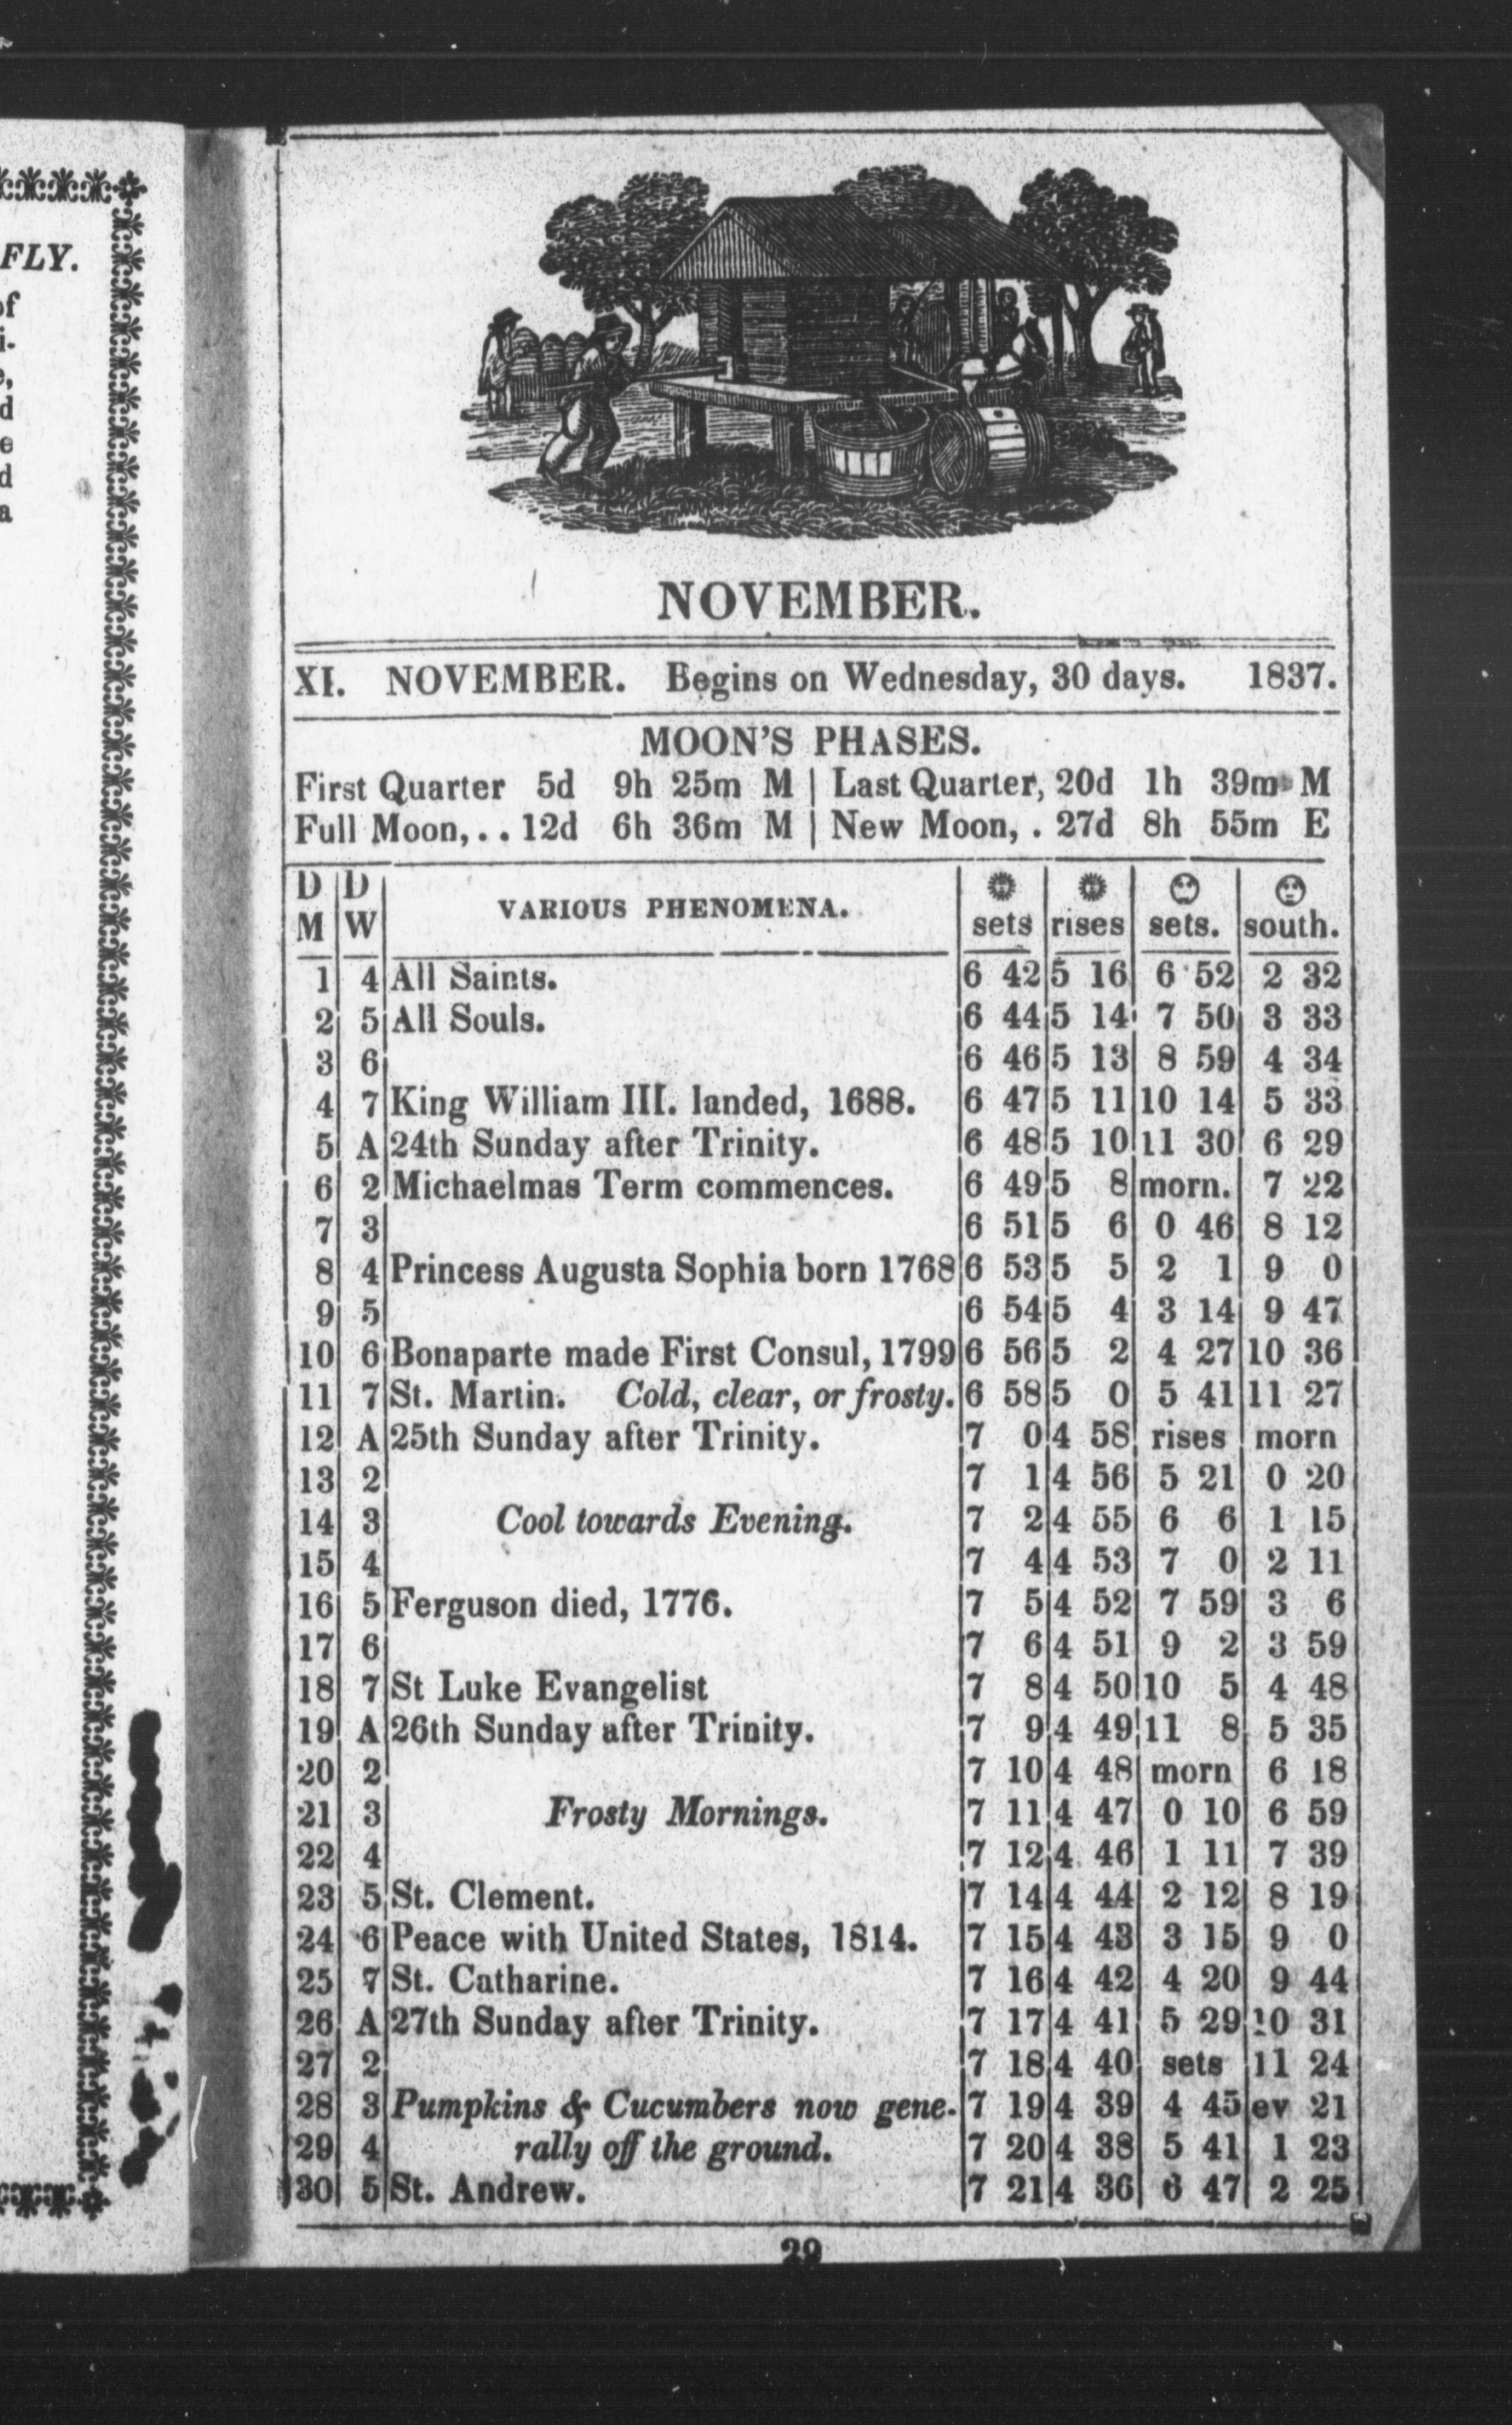 FLY.
of
i-
e,
d
e
d
a
NOVEMBER.
XI. NOVEMBER. Begins on Wednesday, 30 days. 1837.
MOON'S PHASES.
First Quarter 5d 9h 25m M | Last Quarter, 20d 1h 39m M
Full Moon,.. 12d 6h 36m M | New Moon, . 27d 8h 55m E
D M D W VARIOUS PHENOMENA. sets rises sets. south.
1 4 All Saints. 6 42 5 16 6 52 2 32
2 5 All Souls. 6 44 5 14 7 50 3 33
3 6 6 46 5 13 8 59 4 34
4 7 King William III. landed, 1688. 6 47 5 11 10 14 5 33
5 A 24th Sunday after Trinity. 6 48 5 10 11 30 6 29
6 2 Michaelmas Term commences. 6 49 5 8 morn. 7 22
7 3 6 51 5 6 0 46 8 12
8 4 Princess Augusta Sophia born 1768 6 53 5 5 2 1 9 0
9 5 6 54 5 4 3 14 9 47
10 6 Bonaparte made First Consul, 1799 6 56 5 2 4 27 10 36
11 7 St. Martin. Cold, clear, or frosty. 6 58 5 0 5 41 11 27
12 A 25th Sunday after Trinity. 7 0 4 58 rises morn
13 2 7 1 4 56 5 21 0 20
14 3 Cool towards Evening. 7 2 4 55 6 6 1 15
15 4 7 4 4 53 7 0 2 11
16 5 Ferguson died, 1776. 7 5 4 52 7 59 3 6
17 6 7 6 4 51 9 2 3 59
18 7 St Luke Evangelist 7 8 4 50 10 5 4 48
19 A 26th Sunday after Trinity. 7 9 4 49 11 8 5 35
20 2 7 10 4 48 morn 6 18
21 3 Frosty Mornings. 7 11 4 47 0 10 6 59
22 4 7 12 4 46 1 11 7 39
23 5 St. Clement. 7 14 4 44 2 12 8 19
24 6 Peace with United States, 1814. 7 15 4 43 3 15 9 0
25 7 St. Catharine. 7 16 4 42 4 20 9 44
26 A 27th Sunday after Trinity. 7 17 4 41 5 29 10 31
27 2 7 18 4 40 sets 11 24
28 3 Pumpkins & Cucumbers now gene- 7 19 4 39 4 45 ev 21
29 4 rally off the ground. 7 20 4 38 5 41 1 23
30 5 St. Andrew. 7 21 4 36 6 47 2 25
29